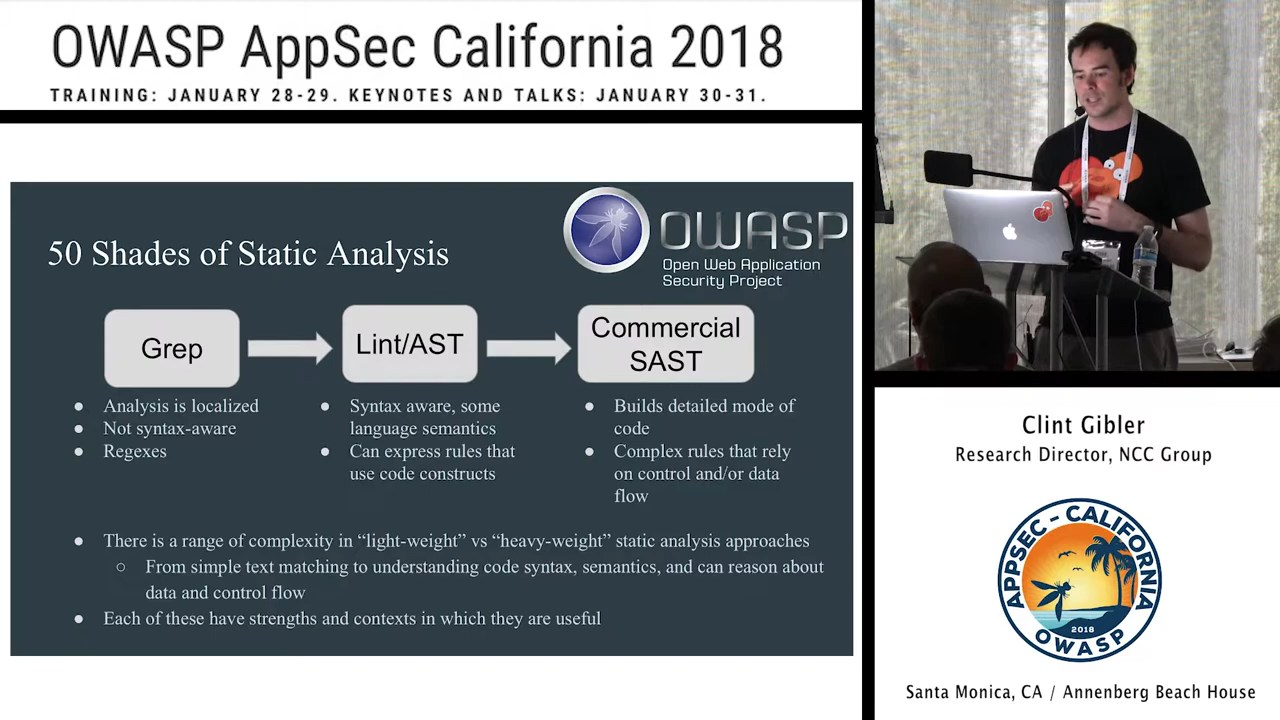 OWASP AppSec California 2018
TRAINING: JANUARY 28-29. KEYNOTES AND TALKS: JANUARY 30-31.
OWASP
Open Web Application
Security Project
50 Shades of Static Analysis
Grep
Lint/AST
Commercial
SAST
● Analysis is localized
● Not syntax-aware
● Regexes
● Syntax aware, some
language semantics
● Can express rules that
use code constructs
● Builds detailed mode of
code
● Complex rules that rely
on control and/or data
flow
● There is a range of complexity in “light-weight” vs “heavy-weight” static analysis approaches
○ From simple text matching to understanding code syntax, semantics, and can reason about
data and control flow
● Each of these have strengths and contexts in which they are useful
Clint Gibler
Research Director, NCC Group
APPSEC - CALIFORNIA
2018
OWASP
Santa Monica, CA / Annenberg Beach House